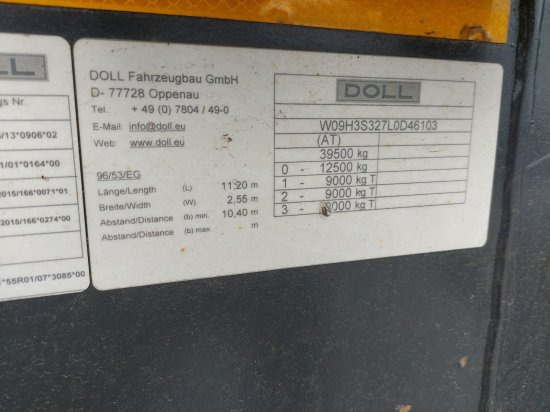 DOLL
gs Nr.
/13*0906*02
1/01*0164*00
2015/166*0071*01
2015/166*0274*00
*55R01/07*3085*00
DOLL Fahrzeugbau GmbH
D- 77728 Oppenau
Tel. + 49 (0) 7804 / 49-0
E-Mail: info@doll.eu
Web: www.doll.eu
96/53/EG
Länge/Length (L) 11,20 m
Breite/Width (W) 2,55 m
Abstand/Distance (b) min. 10,40 m
Abstand/Distance (b) max. m
DOLL
W09H3S327L0D46103
(AT)
39500 kg
0 - 12500 kg
1 - 9000 kg T
2 - 9000 kg T
3 - 9000 kg T